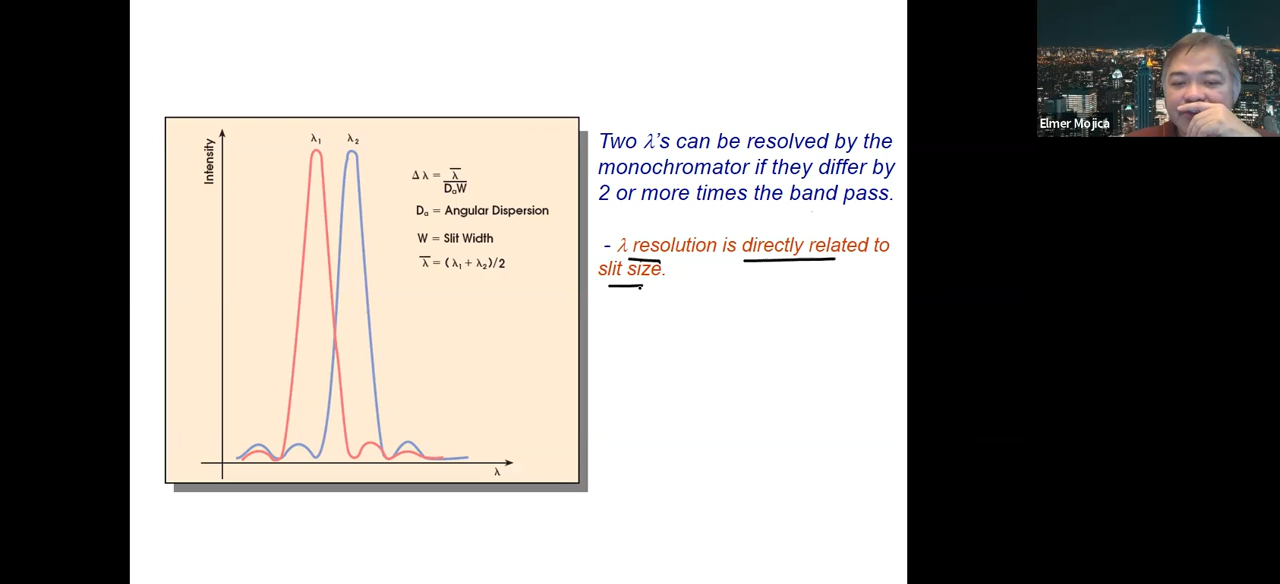 Intensity
λ₁ λ₂
Δ λ = λ̅ / DₐW
Dₐ = Angular Dispersion
W = Slit Width
λ̅ = ( λ₁ + λ₂ )/2
λ
Two λ’s can be resolved by the
monochromator if they differ by
2 or more times the band pass.
- λ resolution is directly related to
slit size.
Elmer Mojica